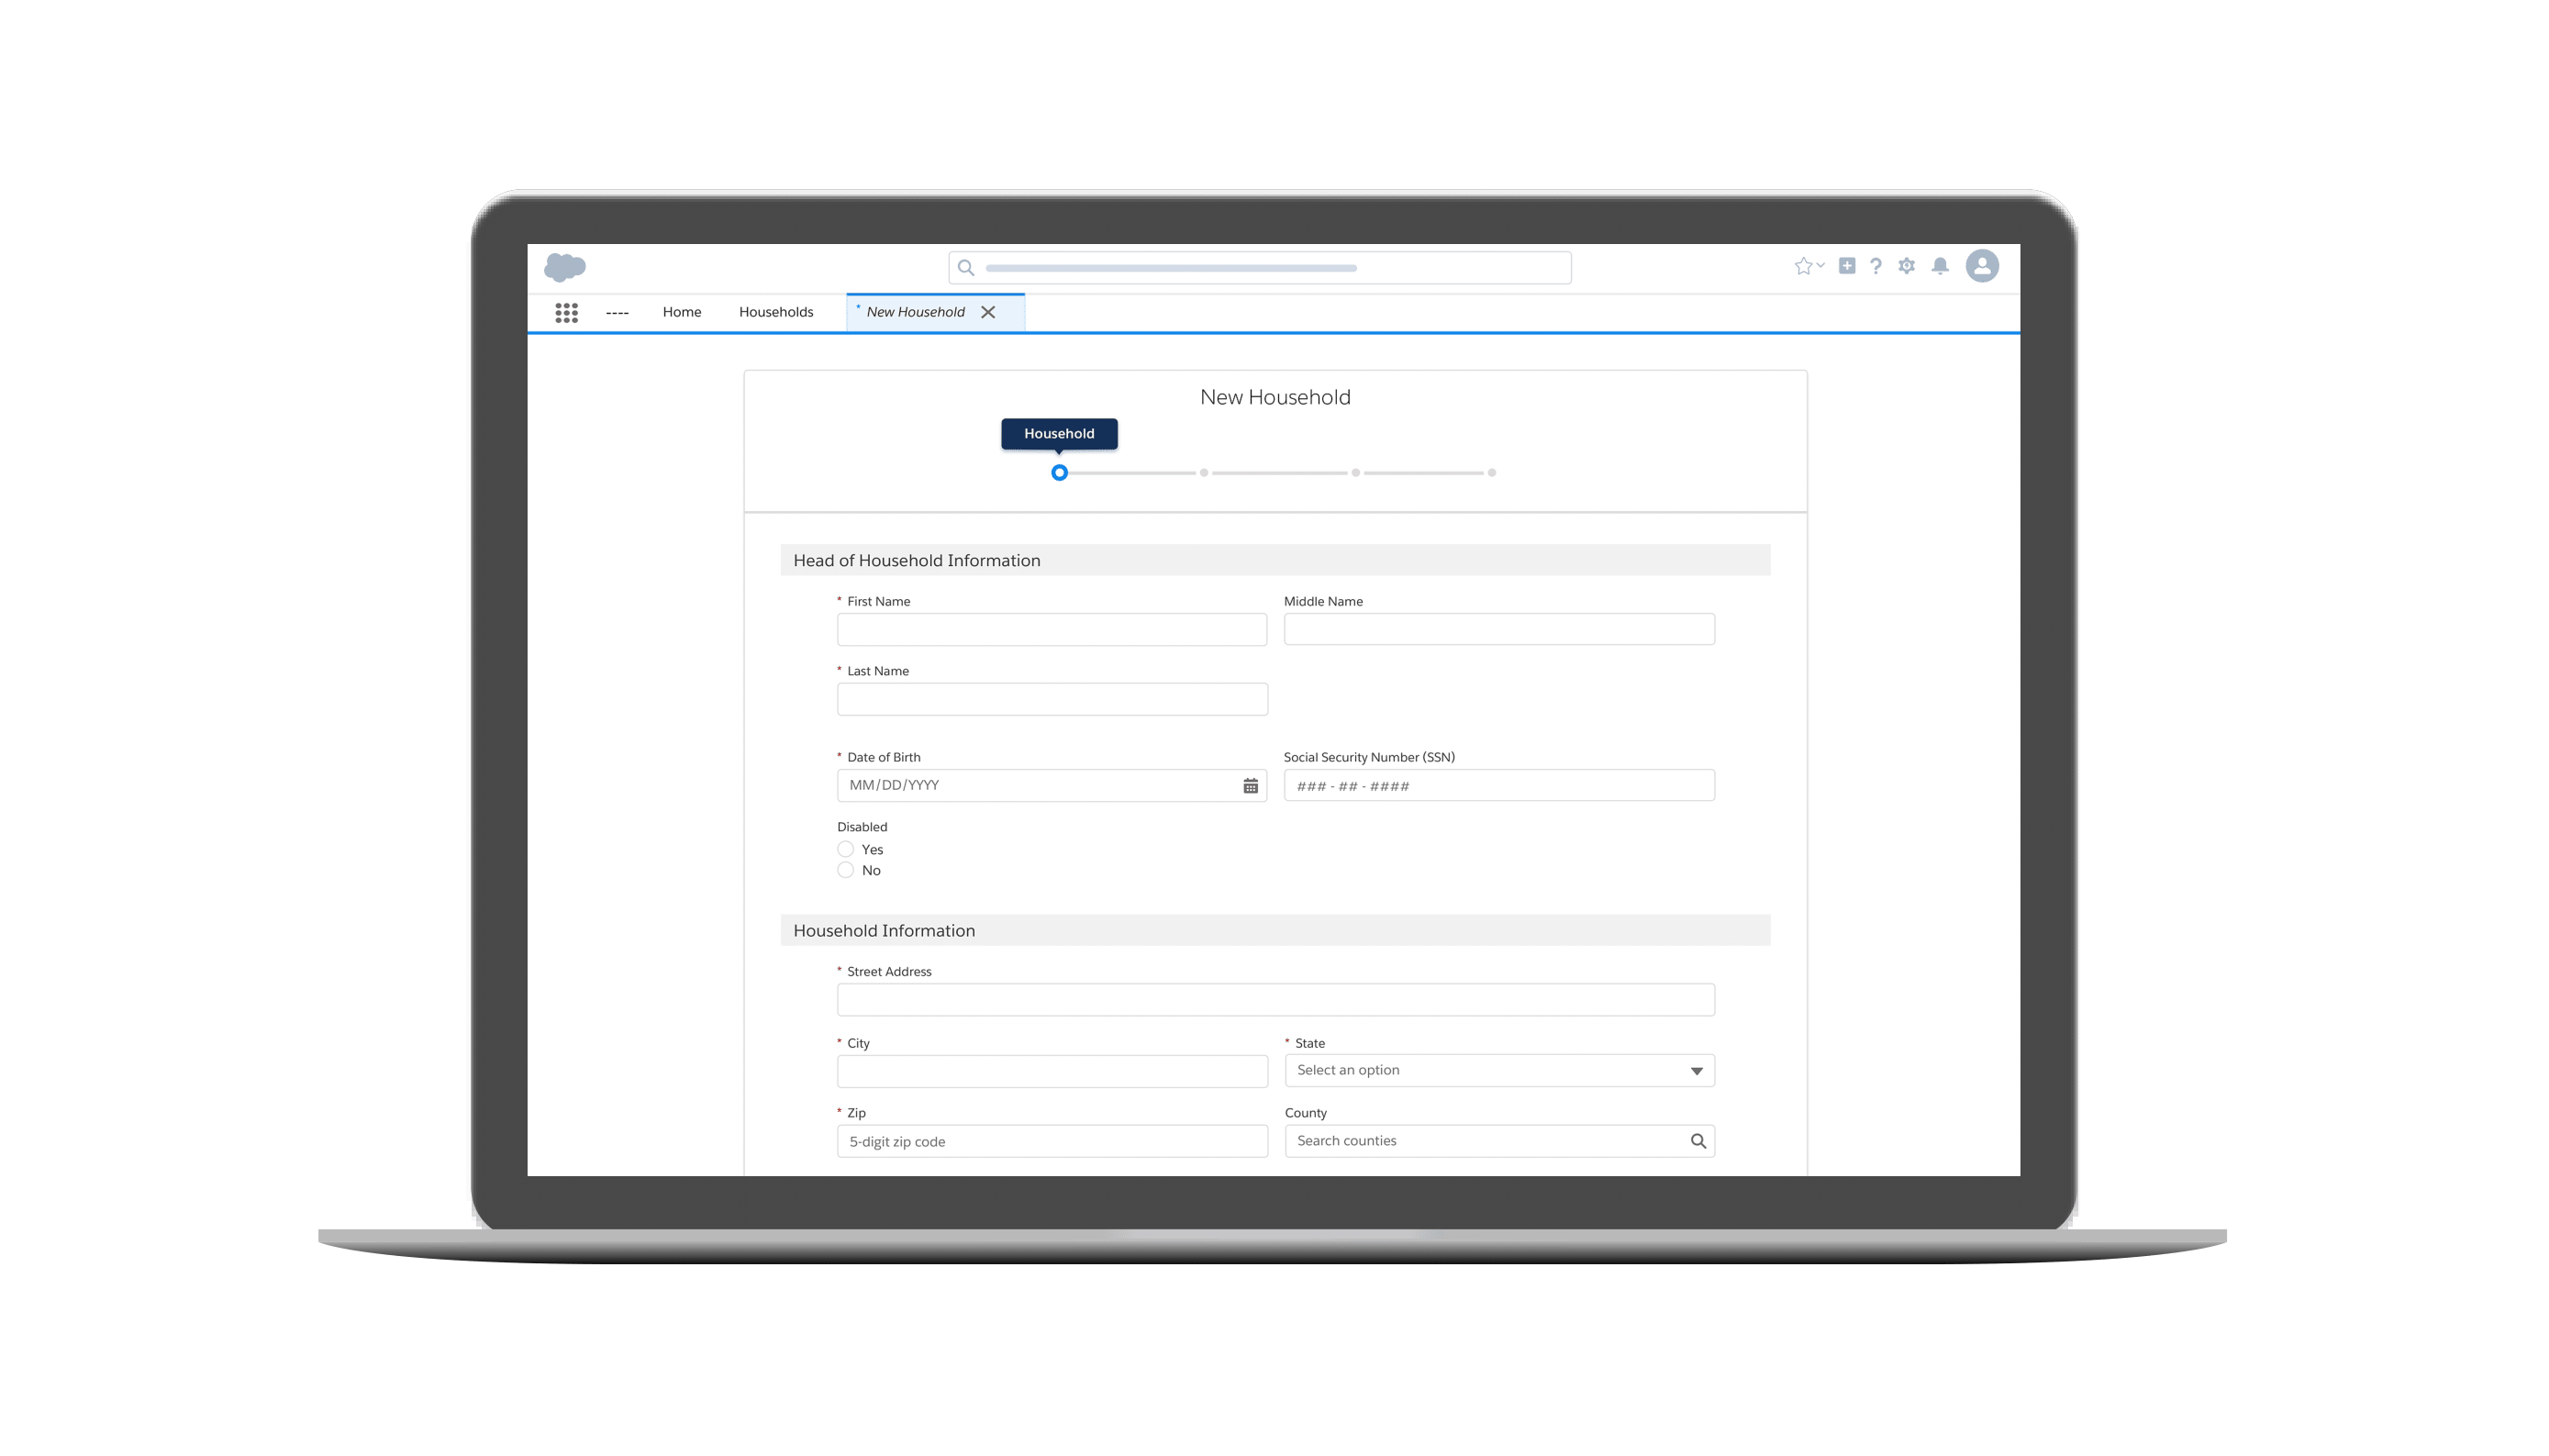 ---- Home Households * New Household
New Household
Household
Head of Household Information
* First Name Middle Name
* Last Name
* Date of Birth Social Security Number (SSN)
MM/DD/YYYY ### - ## - ####
Disabled
Yes
No
Household Information
* Street Address
* City * State
Select an option
* Zip County
5-digit zip code Search counties